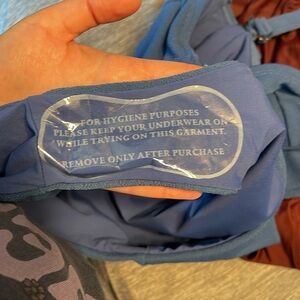 FOR HYGIENE PURPOSES
PLEASE KEEP YOUR UNDERWEAR ON
WHILE TRYING ON THIS GARMENT.
REMOVE ONLY AFTER PURCHASE